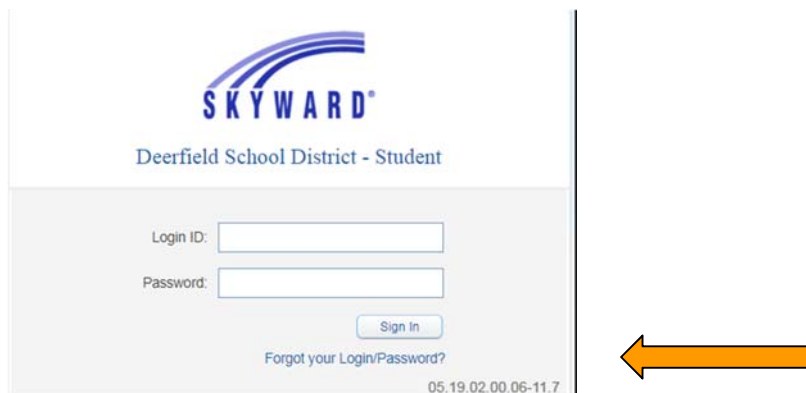 SKYWARD®
Deerfield School District - Student
Login ID:
Password:
Sign In
Forgot your Login/Password?
05.19.02.00.06-11.7